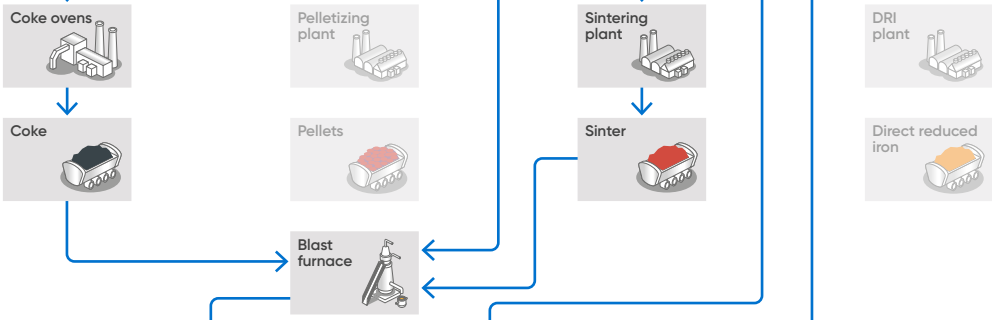 Coke ovens
Pelletizing
plant
Sintering
plant
DRI
plant
Coke
Pellets
Sinter
Direct reduced
iron
Blast
furnace